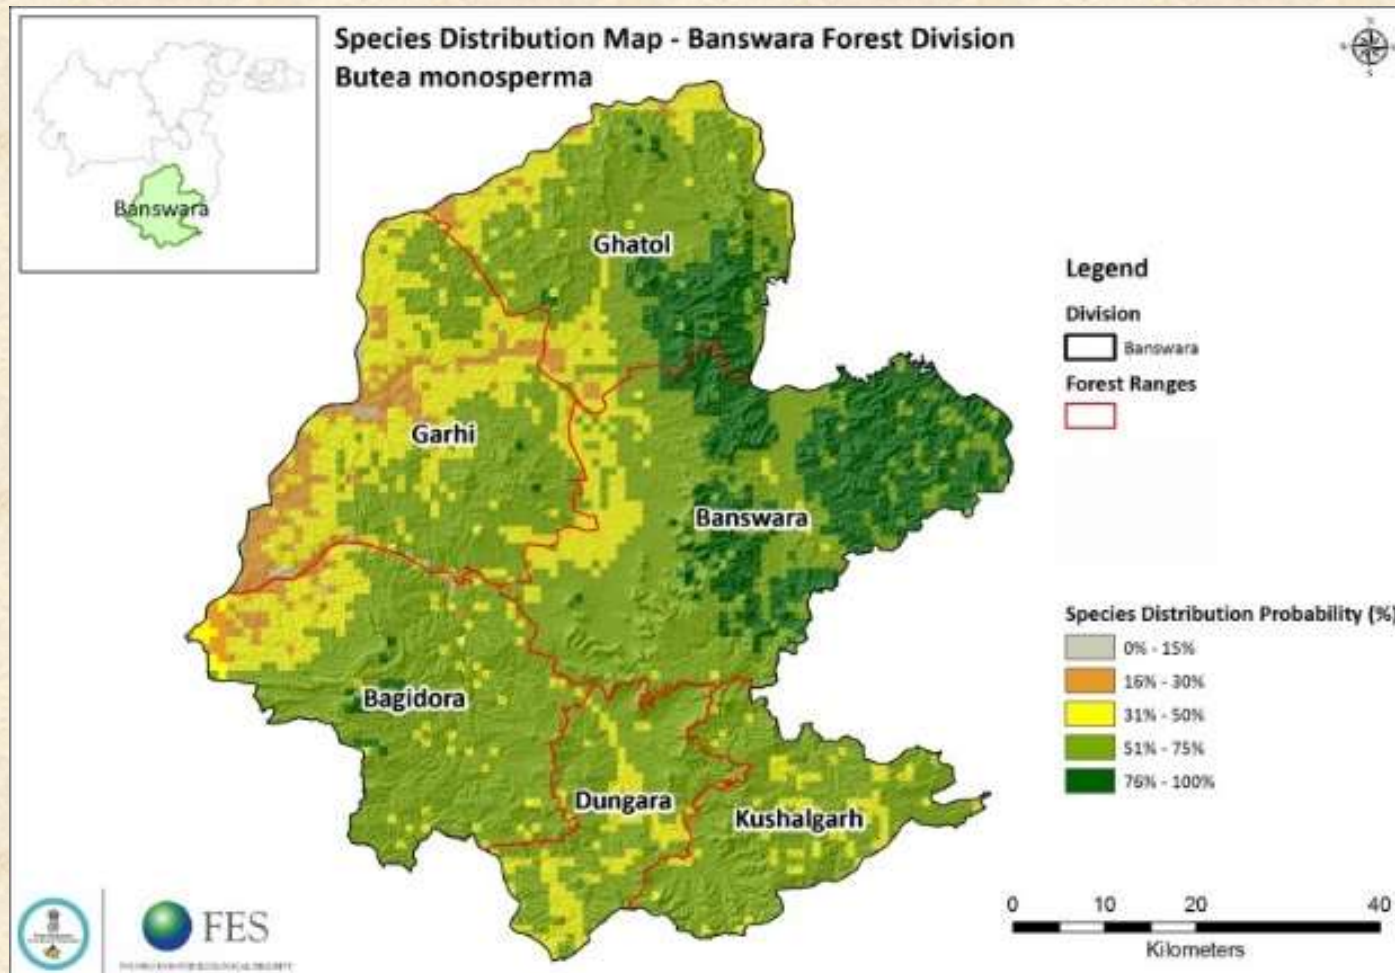 Species Distribution Map - Banswara Forest Division
Butea monosperma
Banswara
Ghatol
Garhi
Banswara
Bagidora
Dungara
Kushalgarh
Legend
Division
Banswara
Forest Ranges
Species Distribution Probability (%)
0% - 15%
16% - 30%
31% - 50%
51% - 75%
76% - 100%
0 10 20 40
Kilometers
FES